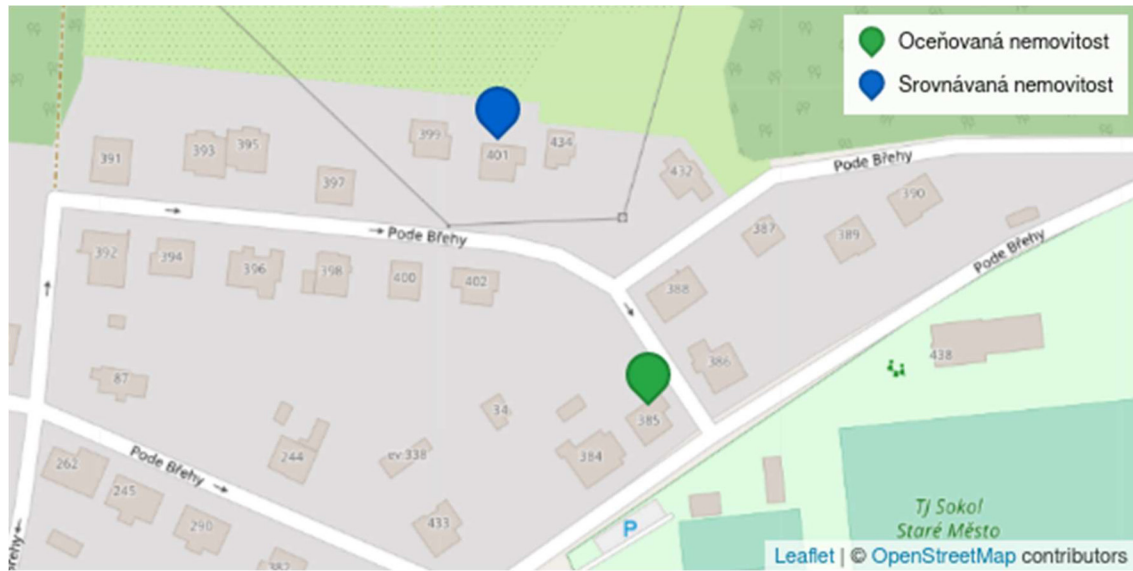 Oceňovaná nemovitost
Srovnávaná nemovitost
399
401
434
391
393
395
397
432
Pode Břehy
390
387
389
Pode Břehy
Pode Břehy
392
394
396
398
400
402
388
386
438
87
34
385
384
244
ev.338
Pode Břehy
262
245
290
433
382
Břehy
P
Tj Sokol
Staré Město
Leaflet | © OpenStreetMap contributors